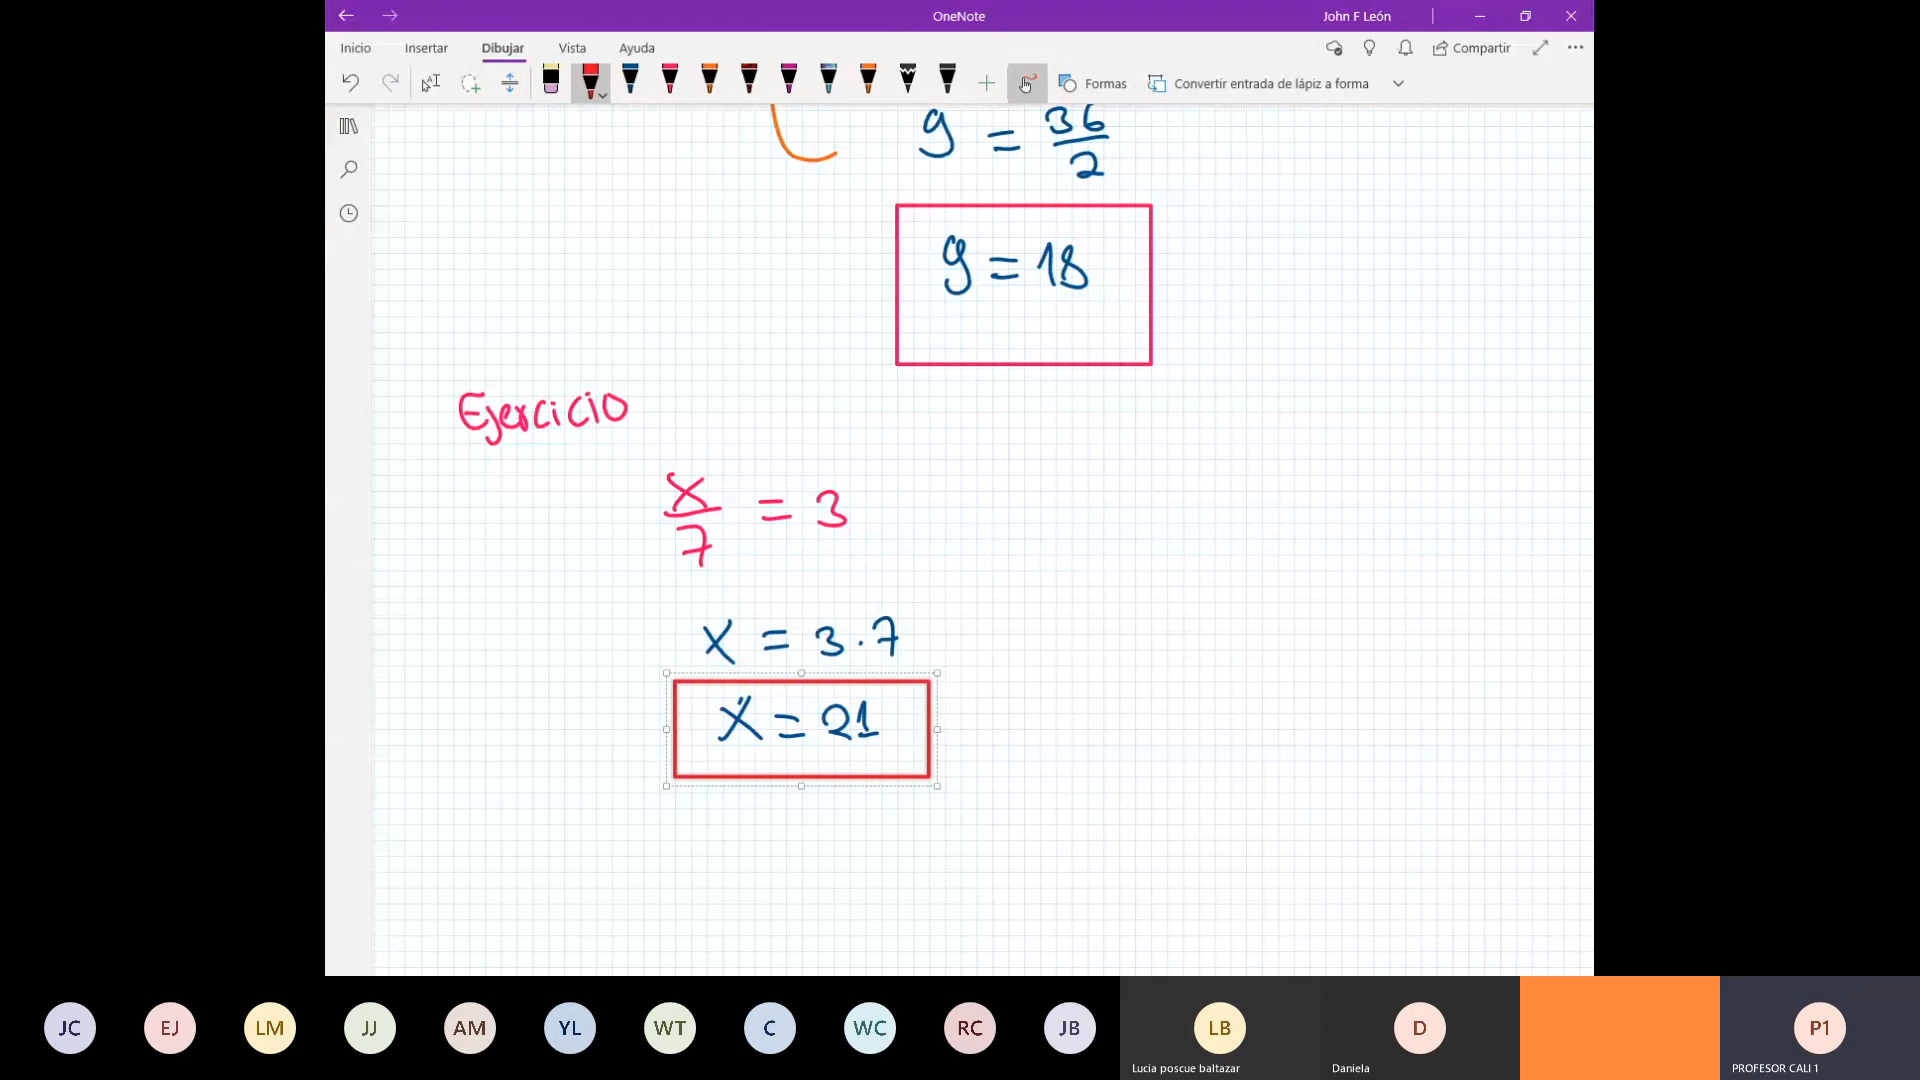 OneNote
John F León
Inicio Insertar Dibujar Vista Ayuda Compartir
Formas Convertir entrada de lápiz a forma
g = 36/2
g = 18
Ejercicio
x/7 = 3
x = 3.7
x = 21
JC EJ LM JJ AM YL WT C WC RC JB LB D P1
Lucia poscue baltazar Daniela PROFESOR CALI 1